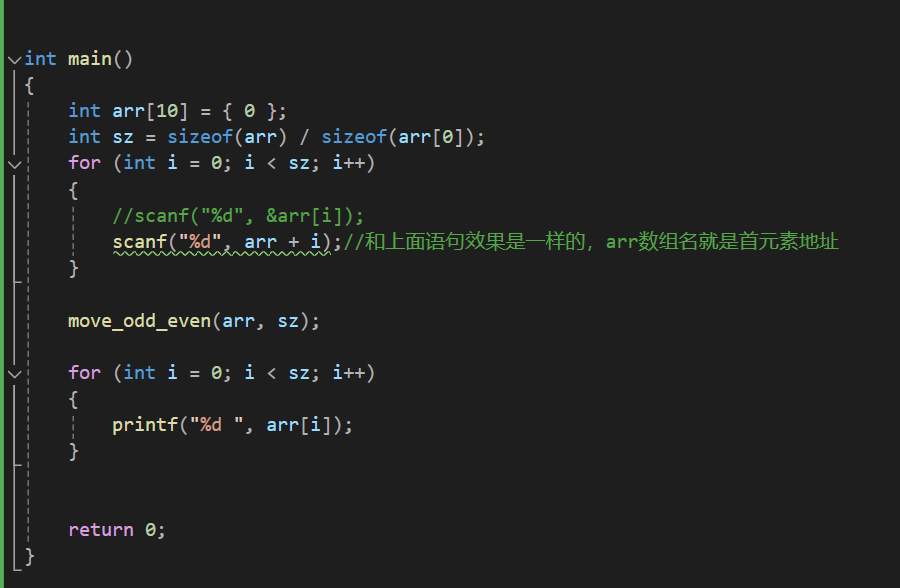 int main()
{
    int arr[10] = { 0 };
    int sz = sizeof(arr) / sizeof(arr[0]);
    for (int i = 0; i < sz; i++)
    {
        //scanf("%d", &arr[i]);
        scanf("%d", arr + i);//和上面语句效果是一样的，arr数组名就是首元素地址
    }
    move_odd_even(arr, sz);
    for (int i = 0; i < sz; i++)
    {
        printf("%d ", arr[i]);
    }
    return 0;
}